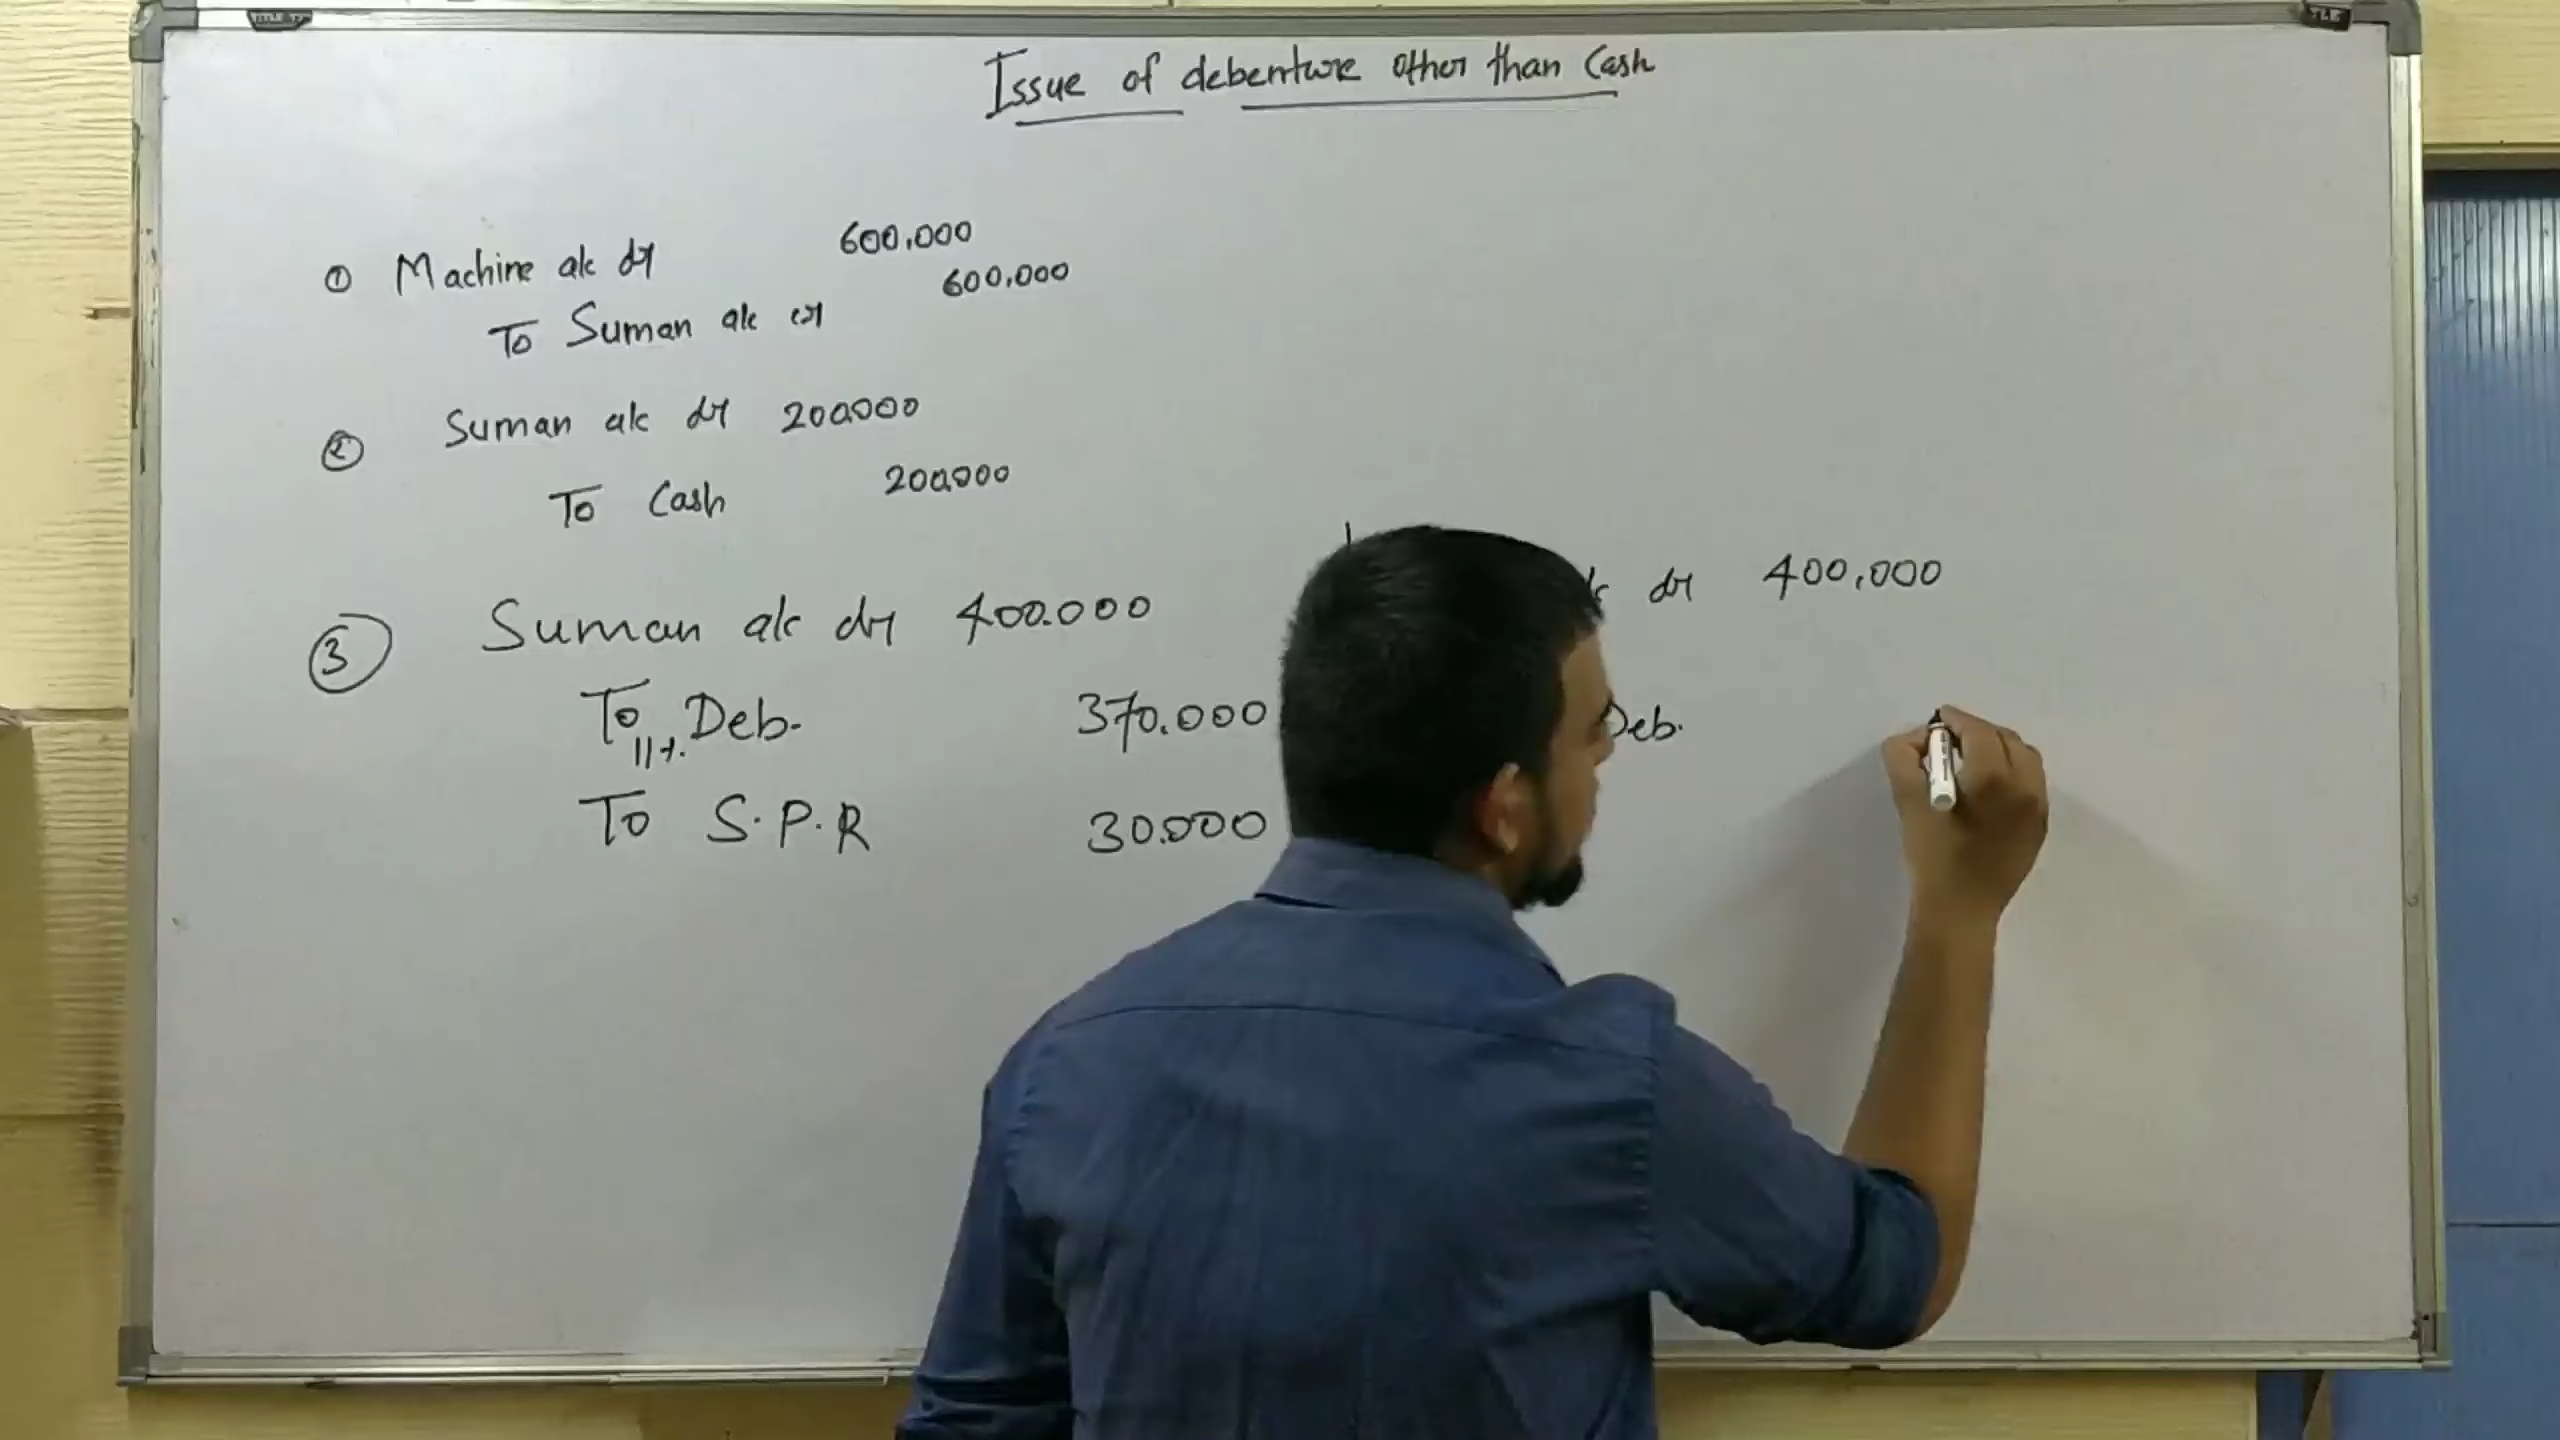 Issue of debenture other than Cash
① Machine a/c dr 600,000
To Suman a/c cr 600,000
② Suman a/c dr 200000
To Cash 200000
③ Suman a/c dr 400.000
To 11%. Deb. 370.000
To S.P.R 30.000
dr 400,000
Deb.